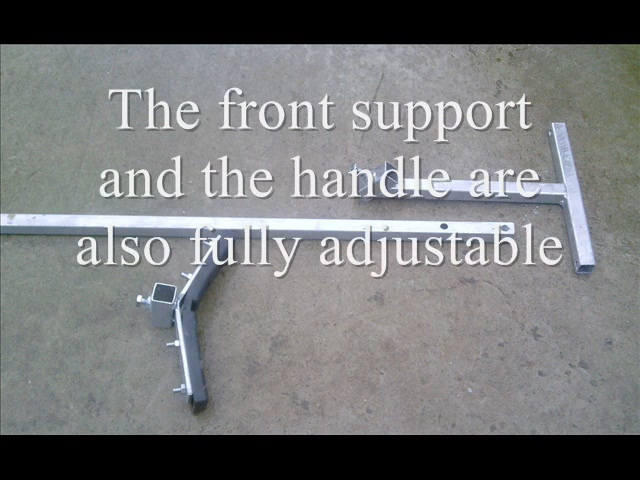 The front support
and the handle are
also fully adjustable